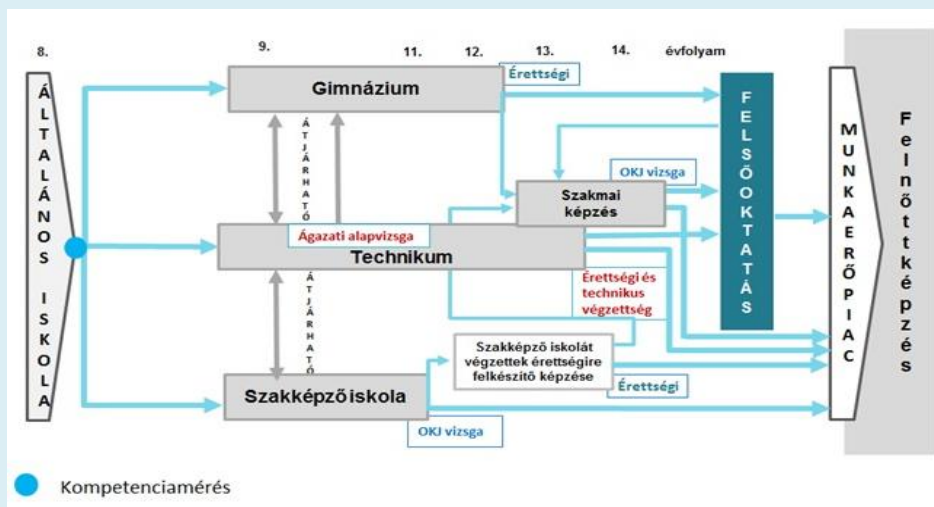 8.
9.
11.
12.
13.
14.
évfolyam
ÁLTALÁNOS ISKOLA
Gimnázium
Érettségi
ÁTJÁRHATÓ
OKJ vizsga
Szakmai
képzés
Ágazati alapvizsga
Technikum
Érettségi és
technikus
végzettség
ÁTJÁRHATÓ
Szakképző iskolát
végzettek érettségire
felkészítő képzése
Érettségi
Szakképző iskola
OKJ vizsga
FELSŐOKTATÁS
MUNKAERŐPIAC
Felnőttképzés
Kompetenciamérés